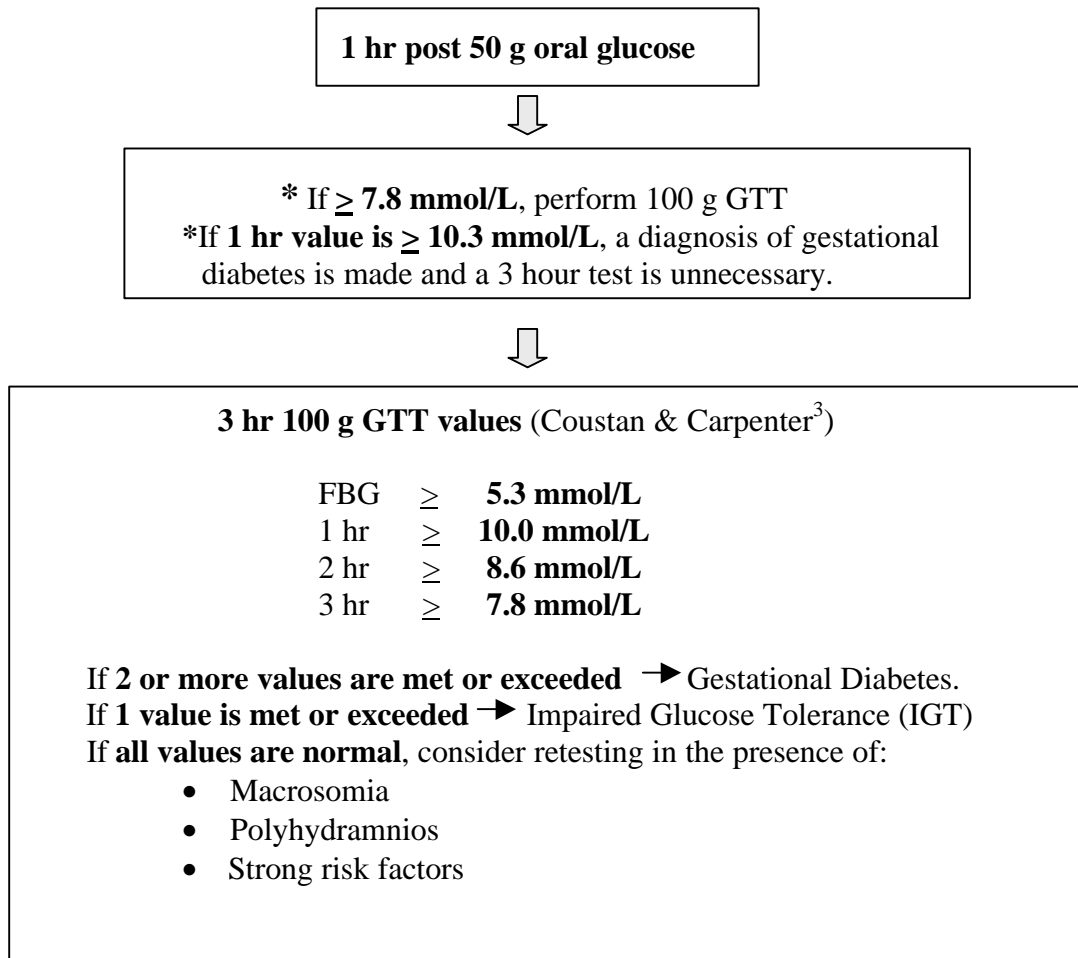 1 hr post 50 g oral glucose
* If ≥ 7.8 mmol/L, perform 100 g GTT
*If 1 hr value is ≥ 10.3 mmol/L, a diagnosis of gestational
diabetes is made and a 3 hour test is unnecessary.
3 hr 100 g GTT values (Coustan & Carpenter³)
FBG ≥ 5.3 mmol/L
1 hr ≥ 10.0 mmol/L
2 hr ≥ 8.6 mmol/L
3 hr ≥ 7.8 mmol/L
If 2 or more values are met or exceeded → Gestational Diabetes.
If 1 value is met or exceeded → Impaired Glucose Tolerance (IGT)
If all values are normal, consider retesting in the presence of:
• Macrosomia
• Polyhydramnios
• Strong risk factors